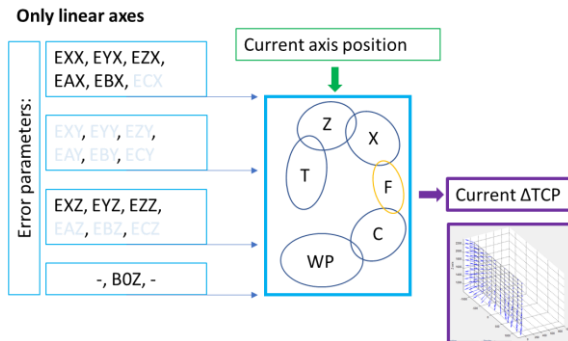 Only linear axes
Error parameters:
EXX, EYX, EZX,
EAX, EBX, ECX
EXY, EYY, EZY,
EAY, EBY, ECY
EXZ, EYZ, EZZ,
EAZ, EBZ, ECZ
-, B0Z, -
Current axis position
Z
X
T
F
C
WP
Current ΔTCP